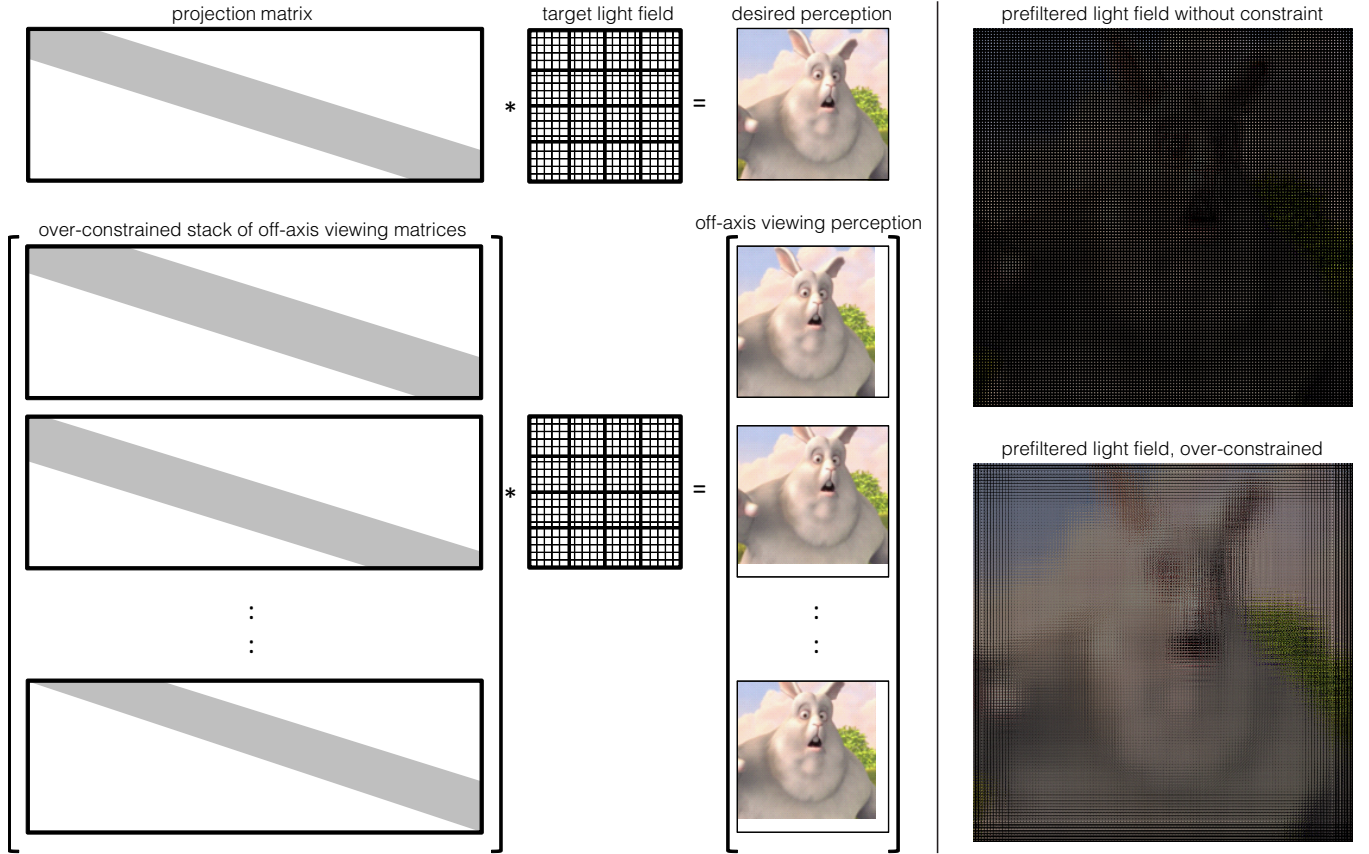 projection matrix
target light field
desired perception
prefiltered light field without constraint
*
=
over-constrained stack of off-axis viewing matrices
off-axis viewing perception
prefiltered light field, over-constrained
*
=